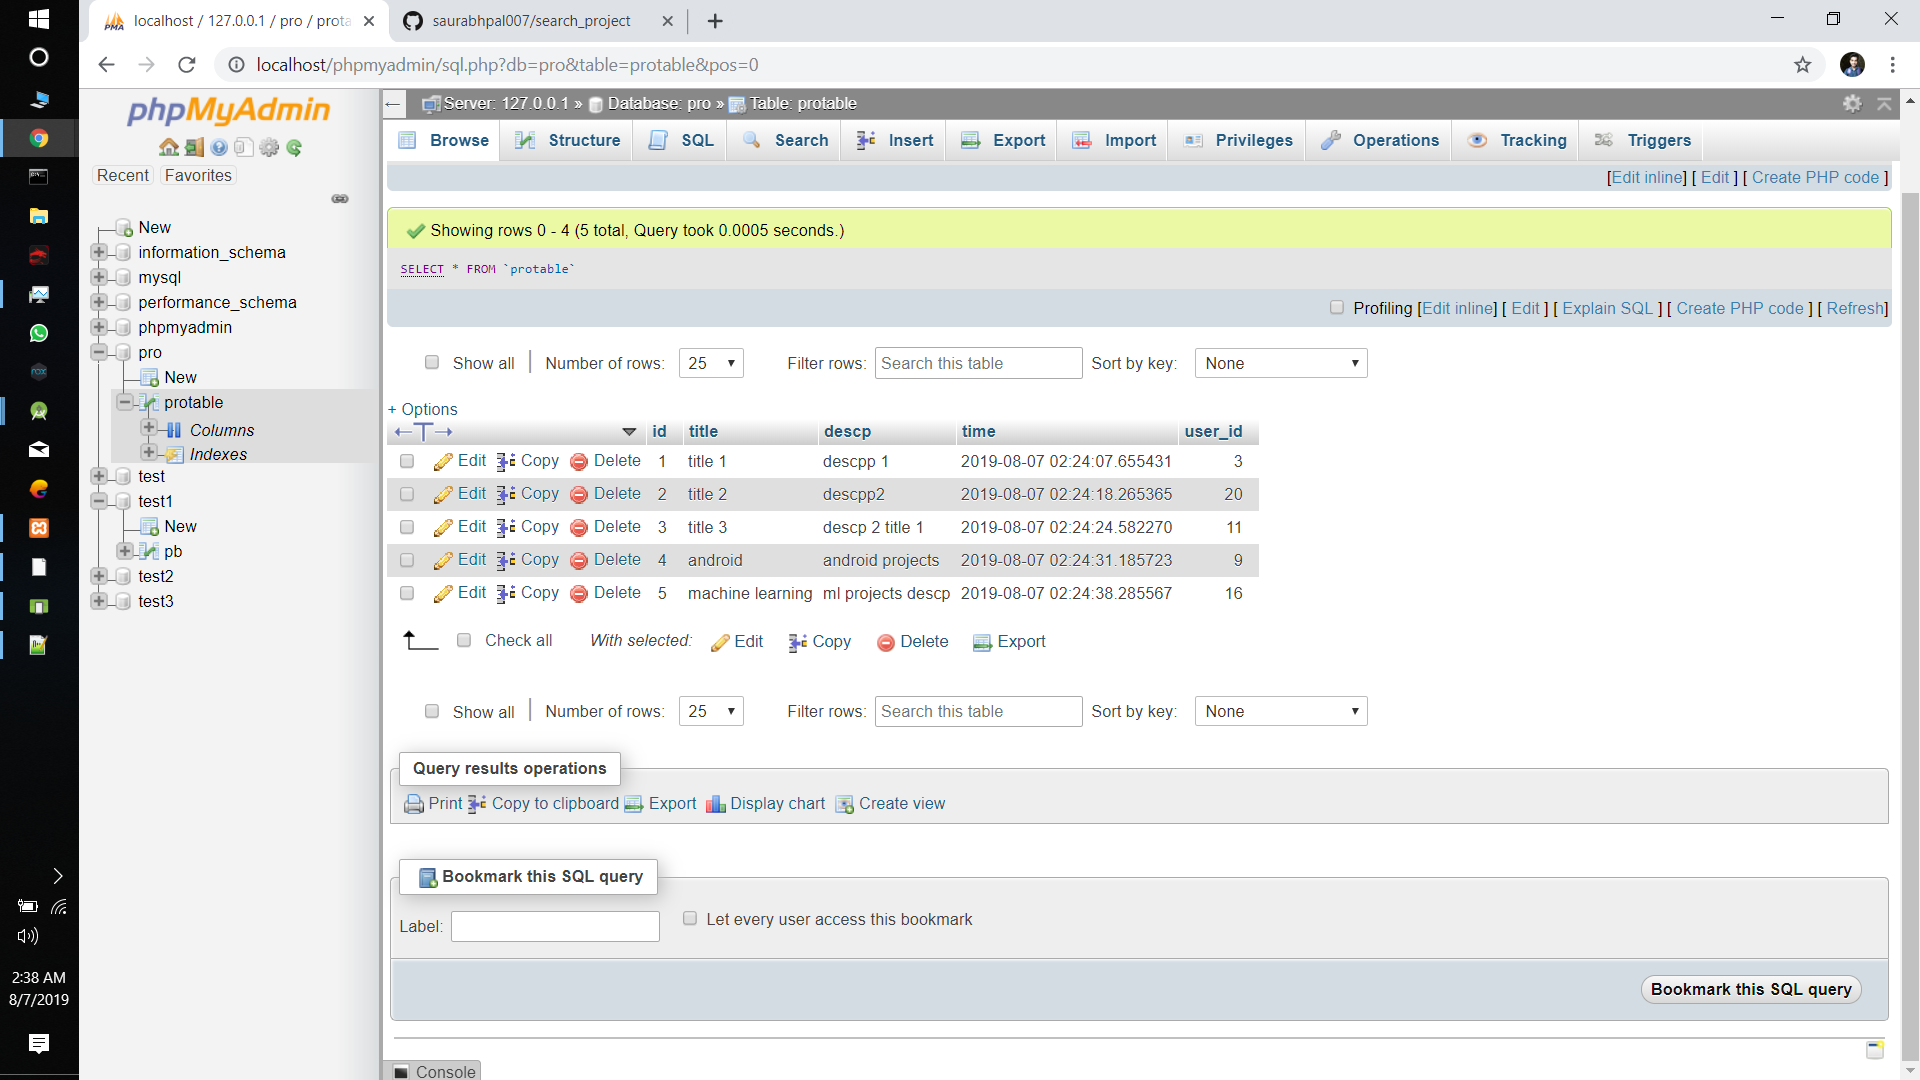 localhost / 127.0.0.1 / pro / prota
saurabhpal007/search_project
localhost/phpmyadmin/sql.php?db=pro&table=protable&pos=0
phpMyAdmin
Recent Favorites
New
information_schema
mysql
performance_schema
phpmyadmin
pro
New
protable
Columns
Indexes
test
test1
New
pb
test2
test3
2:38 AM
8/7/2019
Server: 127.0.0.1 » Database: pro » Table: protable
Browse Structure SQL Search Insert Export Import Privileges Operations Tracking Triggers
[Edit inline] [ Edit ] [ Create PHP code ]
Showing rows 0 - 4 (5 total, Query took 0.0005 seconds.)
SELECT * FROM `protable`
Profiling [Edit inline] [ Edit ] [ Explain SQL ] [ Create PHP code ] [ Refresh]
Show all Number of rows: 25 Filter rows: Search this table Sort by key: None
+ Options
id title descp time user_id
Edit Copy Delete 1 title 1 descpp 1 2019-08-07 02:24:07.655431 3
Edit Copy Delete 2 title 2 descpp2 2019-08-07 02:24:18.265365 20
Edit Copy Delete 3 title 3 descp 2 title 1 2019-08-07 02:24:24.582270 11
Edit Copy Delete 4 android android projects 2019-08-07 02:24:31.185723 9
Edit Copy Delete 5 machine learning ml projects descp 2019-08-07 02:24:38.285567 16
Check all With selected: Edit Copy Delete Export
Show all Number of rows: 25 Filter rows: Search this table Sort by key: None
Query results operations
Print Copy to clipboard Export Display chart Create view
Bookmark this SQL query
Label: Let every user access this bookmark
Bookmark this SQL query
Console